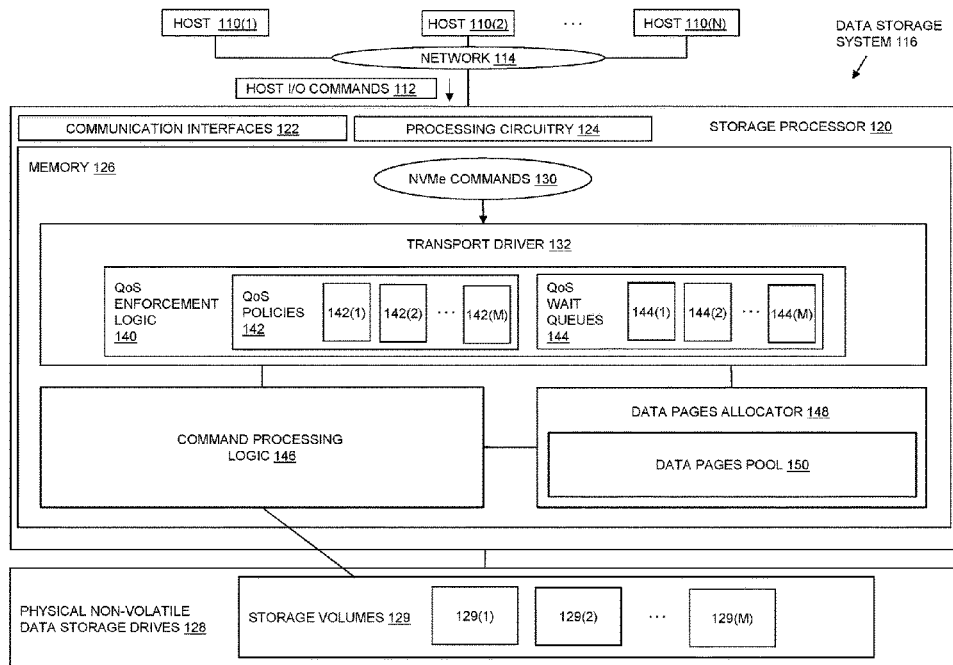 HOST 110(1)
HOST 110(2)
...
HOST 110(N)
DATA STORAGE
SYSTEM 116
NETWORK 114
HOST I/O COMMANDS 112
COMMUNICATION INTERFACES 122
PROCESSING CIRCUITRY 124
STORAGE PROCESSOR 120
MEMORY 126
NVMe COMMANDS 130
TRANSPORT DRIVER 132
QoS
ENFORCEMENT
LOGIC
140
QoS
POLICIES
142
142(1)
142(2)
...
142(M)
QoS
WAIT
QUEUES
144
144(1)
144(2)
...
144(M)
COMMAND PROCESSING
LOGIC 146
DATA PAGES ALLOCATOR 148
DATA PAGES POOL 150
PHYSICAL NON-VOLATILE
DATA STORAGE DRIVES 128
STORAGE VOLUMES 129
129(1)
129(2)
...
129(M)